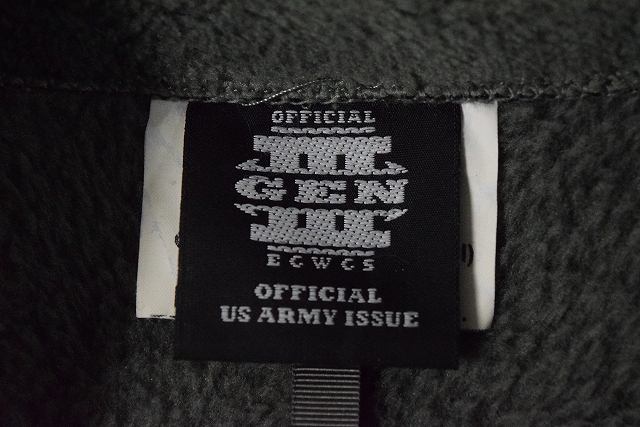 OFFICIAL
III
GEN
III
ECWCS
OFFICIAL
US ARMY ISSUE